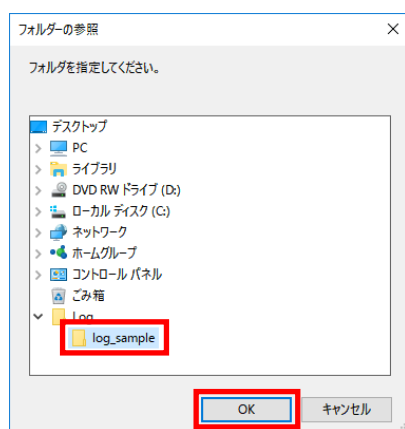 フォルダーの参照
フォルダを指定してください。
デスクトップ
PC
ライブラリ
DVD RW ドライブ (D:)
ローカル ディスク (C:)
ネットワーク
ホームグループ
コントロール パネル
ごみ箱
Log
log_sample
OK
キャンセル